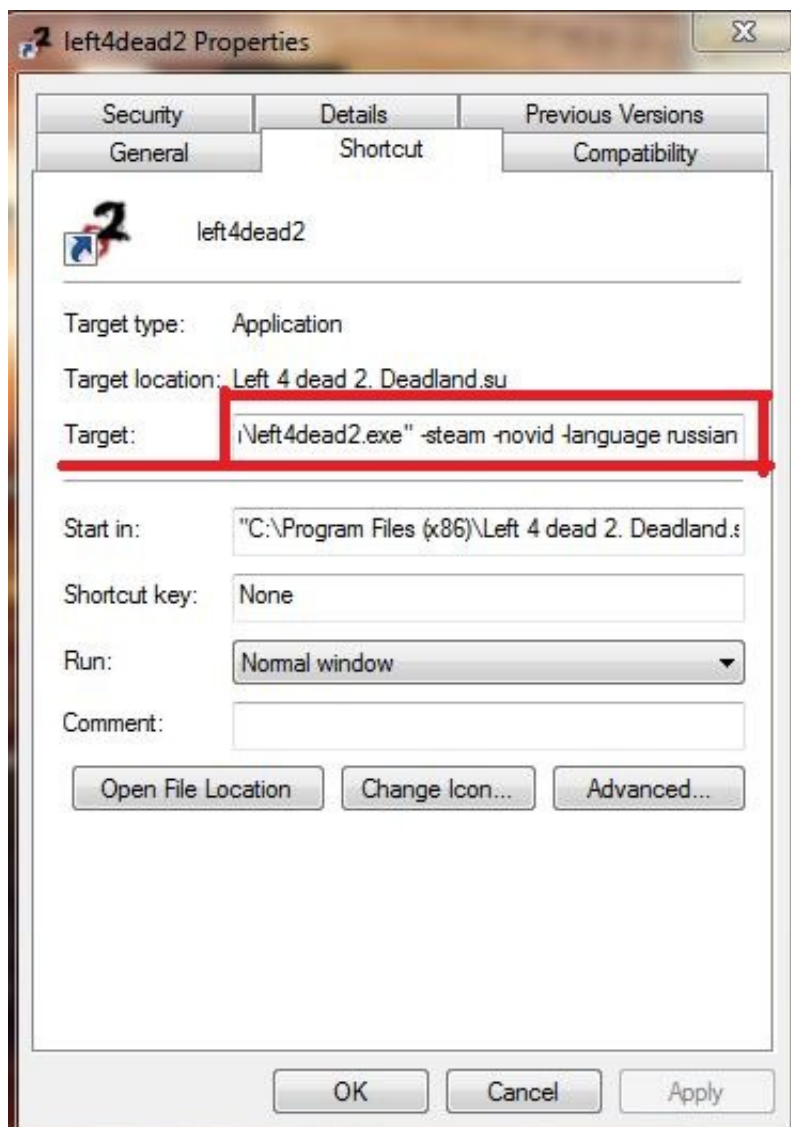 left4dead2 Properties
Security Details Previous Versions
General Shortcut Compatibility
left4dead2
Target type: Application
Target location: Left 4 dead 2. Deadland.su
Target: \left4dead2.exe" -steam -novid -language russian
Start in: "C:\Program Files (x86)\Left 4 dead 2. Deadland.s
Shortcut key: None
Run: Normal window
Comment:
Open File Location Change Icon... Advanced...
OK Cancel Apply